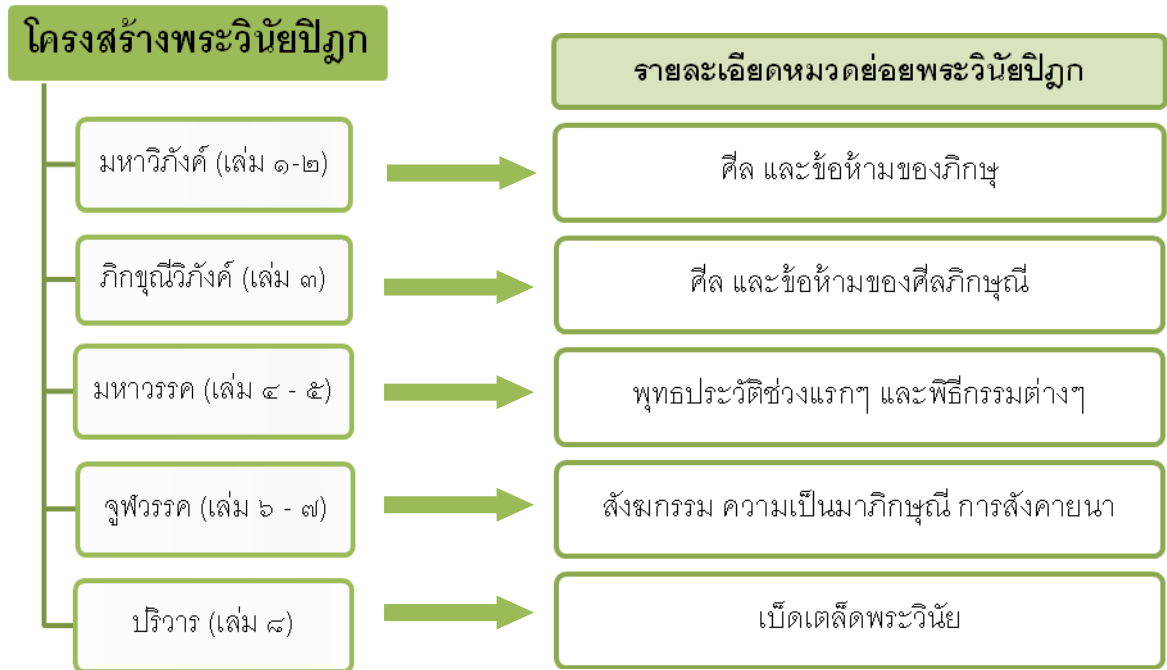 โครงสร้างพระวินัยปิฎก
รายละเอียดหมวดย่อยพระวินัยปิฎก
มหาวิภังค์ (เล่ม ๑-๒)
ศีล และข้อห้ามของภิกษุ
ภิกขุณีวิภังค์ (เล่ม ๓)
ศีล และข้อห้ามของศีลภิกษุณี
มหาวรรค (เล่ม ๔ - ๕)
พุทธประวัติช่วงแรกๆ และพิธีกรรมต่างๆ
จูฬวรรค (เล่ม ๖ - ๗)
สังฆกรรม ความเป็นมาภิกษุณี การสังคายนา
ปริวาร (เล่ม ๘)
เบ็ดเตล็ดพระวินัย